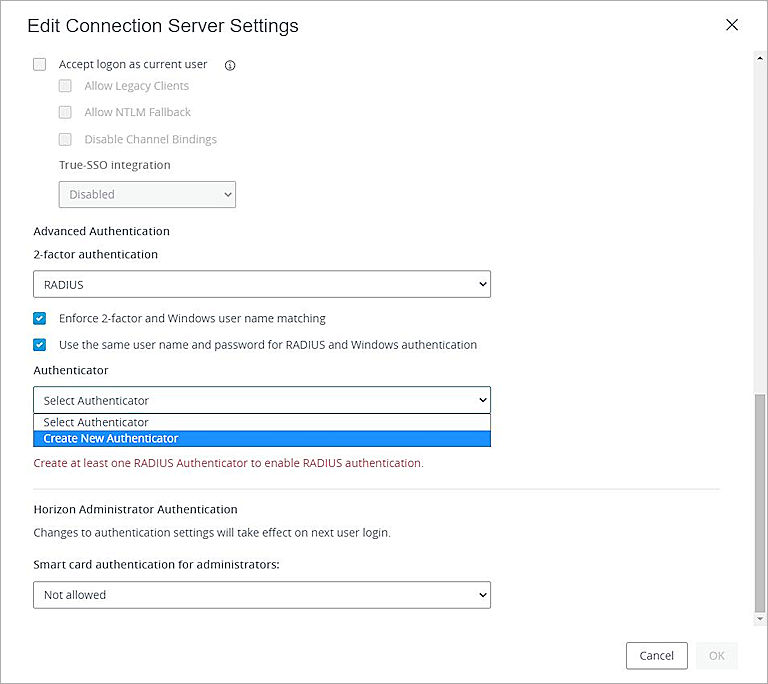 Edit Connection Server Settings
Accept logon as current user
Allow Legacy Clients
Allow NTLM Fallback
Disable Channel Bindings
True-SSO integration
Disabled
Advanced Authentication
2-factor authentication
RADIUS
Enforce 2-factor and Windows user name matching
Use the same user name and password for RADIUS and Windows authentication
Authenticator
Select Authenticator
Select Authenticator
Create New Authenticator
Create at least one RADIUS Authenticator to enable RADIUS authentication.
Horizon Administrator Authentication
Changes to authentication settings will take effect on next user login.
Smart card authentication for administrators:
Not allowed
Cancel OK